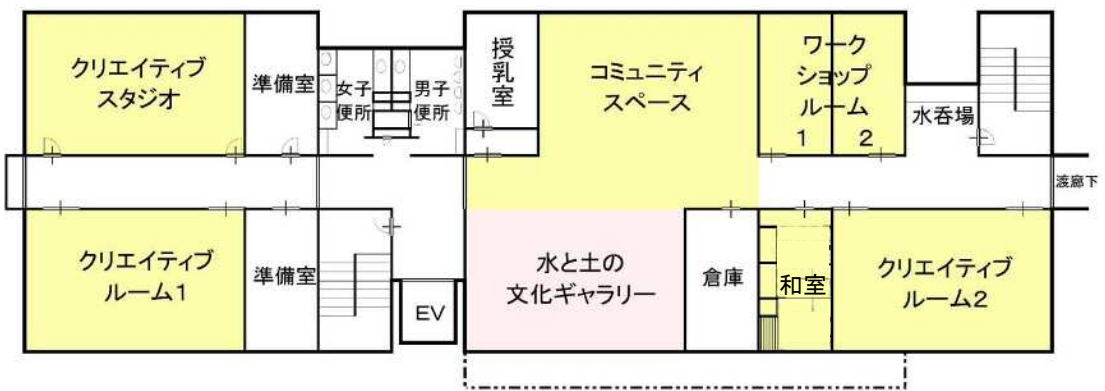 クリエイティブ
スタジオ
準備室
女子
便所
男子
便所
授乳室
コミュニティ
スペース
ワーク
ショップ
ルーム
1 2
水呑場
渡廊下
クリエイティブ
ルーム1
準備室
EV
水と土の
文化ギャラリー
倉庫
和室
クリエイティブ
ルーム2